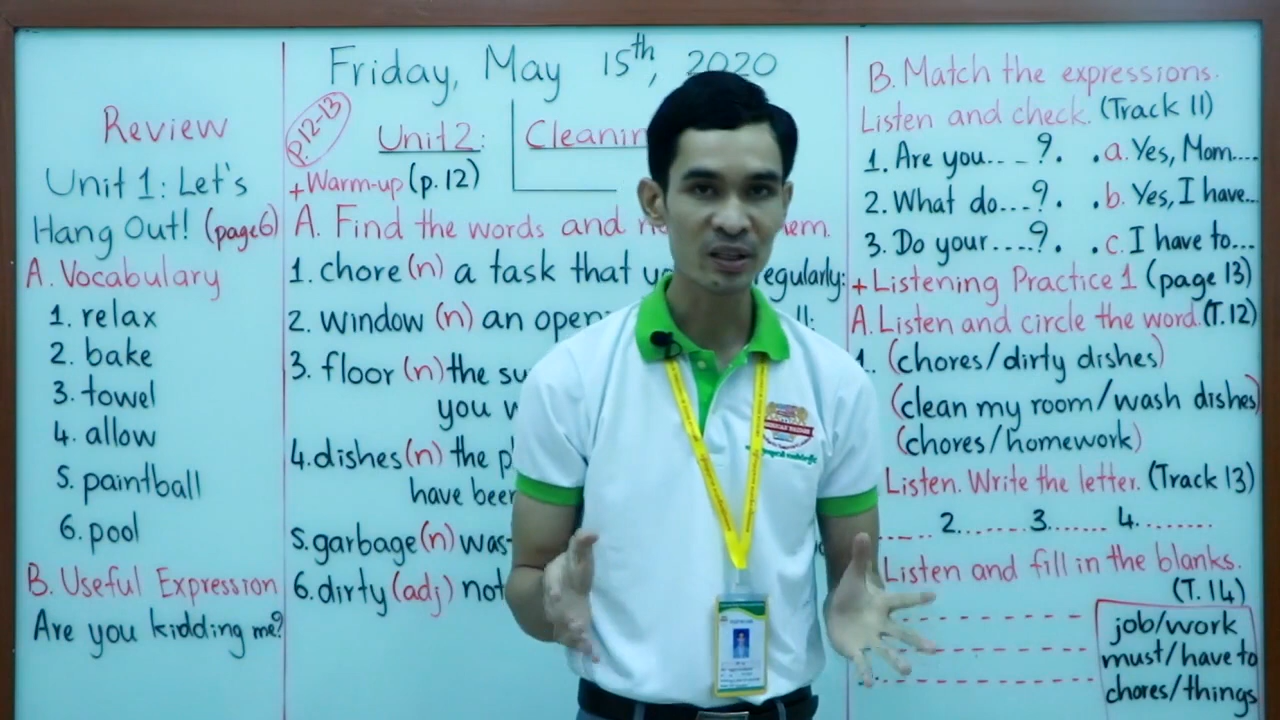 Friday, May 15th, 2020
Review
Unit 1: Let's
Hang Out! (page 6)
A. Vocabulary
1. relax
2. bake
3. towel
4. allow
5. paintball
6. pool
B. Useful Expression
Are you kidding me?
p.12-13
Unit 2:
+Warm-up (p. 12)
A. Find the words and
1. chore (n) a task that regularly:
2. window (n) an
3. floor (n) the
you
4. dishes (n) the
have been
5. garbage (n)
6. dirty (adj) not
B. Match the expressions.
Listen and check. (Track 11)
1. Are you.... ?. .a. Yes, Mom....
2. What do....?. .b. Yes, I have...
3. Do your.....?. .c. I have to...
+Listening Practice 1 (page 13)
A. Listen and circle the word. (T.12)
1. (chores/dirty dishes)
(clean my room/wash dishes)
(chores/homework)
Listen. Write the letter. (Track 13)
...... 2....... 3....... 4.........
Listen and fill in the blanks.
(T.14)
job/work
must/have to
chores/things